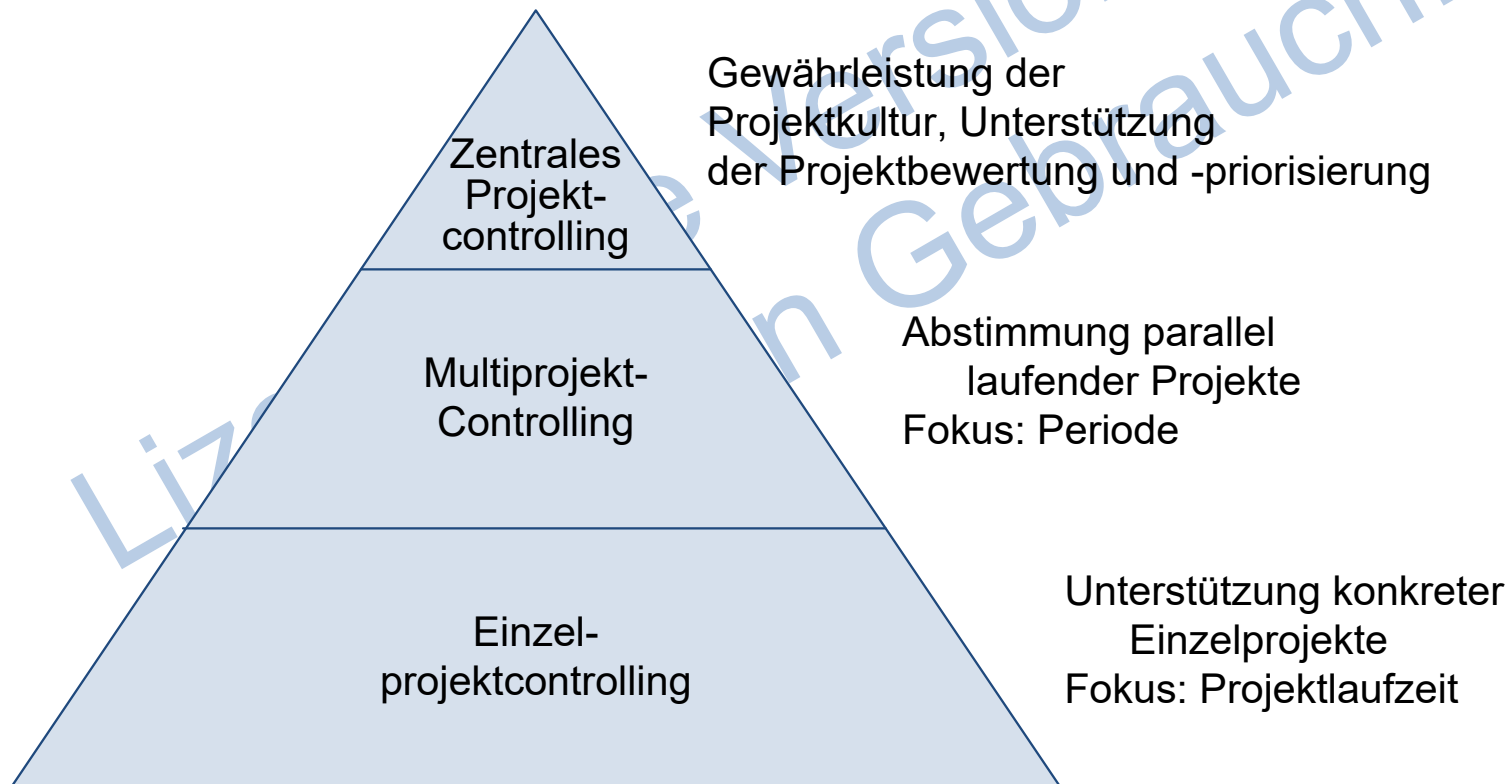 Zentrales
Projekt-
controlling
Gewährleistung der
Projektkultur, Unterstützung
der Projektbewertung und -priorisierung
Multiprojekt-
Controlling
Abstimmung parallel
laufender Projekte
Fokus: Periode
Einzel-
projektcontrolling
Unterstützung konkreter
Einzelprojekte
Fokus: Projektlaufzeit